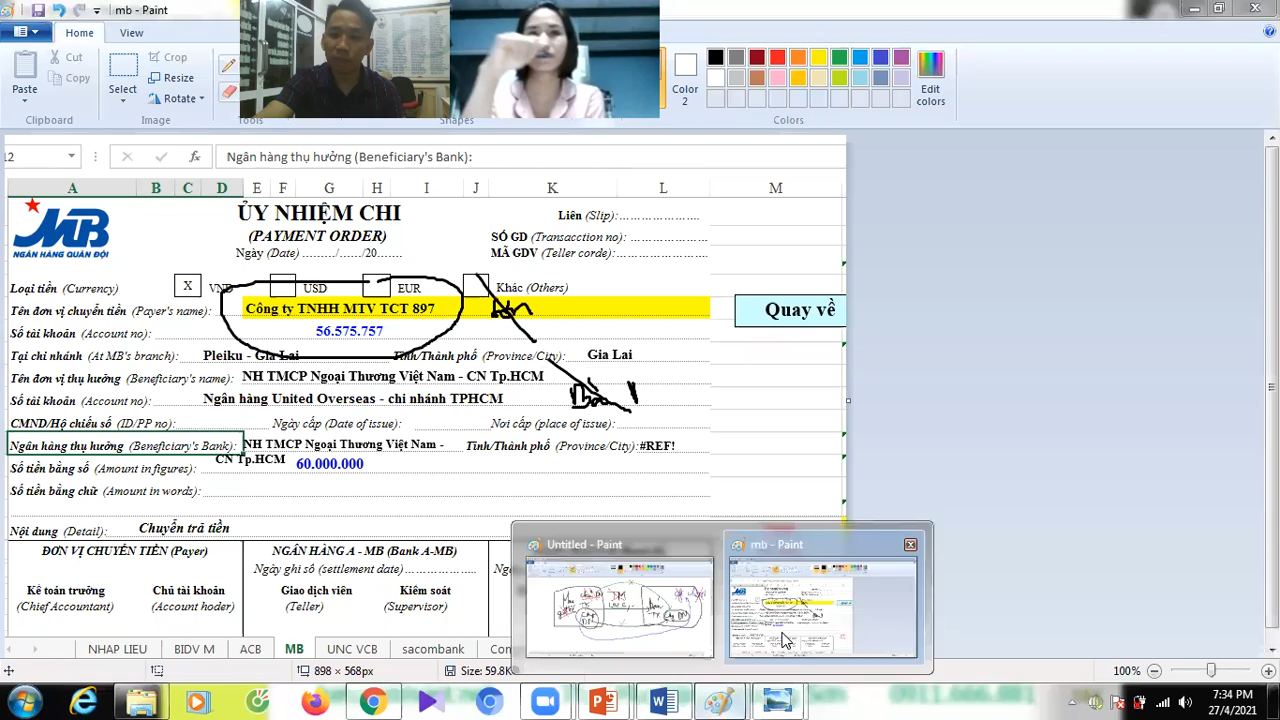 mb - Paint
Home View
Cut
Copy
Paste
Clipboard
Crop
Resize
Rotate
Select
Image
Tools
Shapes
Color 2
Edit colors
Colors
12 fx Ngân hàng thụ hưởng (Beneficiary's Bank):
A B C D E F G H I J K L M
MB
NGÂN HÀNG QUÂN ĐỘI
ỦY NHIỆM CHI
(PAYMENT ORDER)
Ngày (Date) ........./....../20.......
Liên (Slip):....................
SỐ GD (Transacction no): ....................
MÃ GDV (Teller corde): ....................
Loại tiền (Currency) X VND USD EUR Khác (Others)
Tên đơn vị chuyển tiền (Payer's name): Công ty TNHH MTV TCT 897
Quay về
Số tài khoản (Account no): 56.575.757
Tại chi nhánh (At MB's branch): Pleiku - Gia Lai Tỉnh/Thành phố (Province/City): Gia Lai
Tên đơn vị thụ hưởng (Beneficiary's name): NH TMCP Ngoại Thương Việt Nam - CN Tp.HCM
Số tài khoản (Account no): Ngân hàng United Overseas - chi nhánh TPHCM
CMND/Hộ chiếu số (ID/PP no): Ngày cấp (Date of issue): Nơi cấp (place of issue):
Ngân hàng thụ hưởng (Beneficiary's Bank): NH TMCP Ngoại Thương Việt Nam - CN Tp.HCM Tỉnh/Thành phố (Province/City): #REF!
Số tiền bằng số (Amount in figures): 60.000.000
Số tiền bằng chữ (Amount in words):
Nội dung (Detail): Chuyển trả tiền
ĐƠN VỊ CHUYỂN TIỀN (Payer) NGÂN HÀNG A - MB (Bank A-MB)
Ngày ghi sổ (settlement date)....................
Kế toán trưởng Chủ tài khoản Giao dịch viên Kiểm soát
(Chief Accountant) (Account hoder) (Teller) (Supervisor)
Untitled - Paint
mb - Paint
NHAP LIEU BIDV M ACB MB UNC VCB sacombank
898 × 568px
Size: 59.8K
100%
7:34 PM
27/4/2021